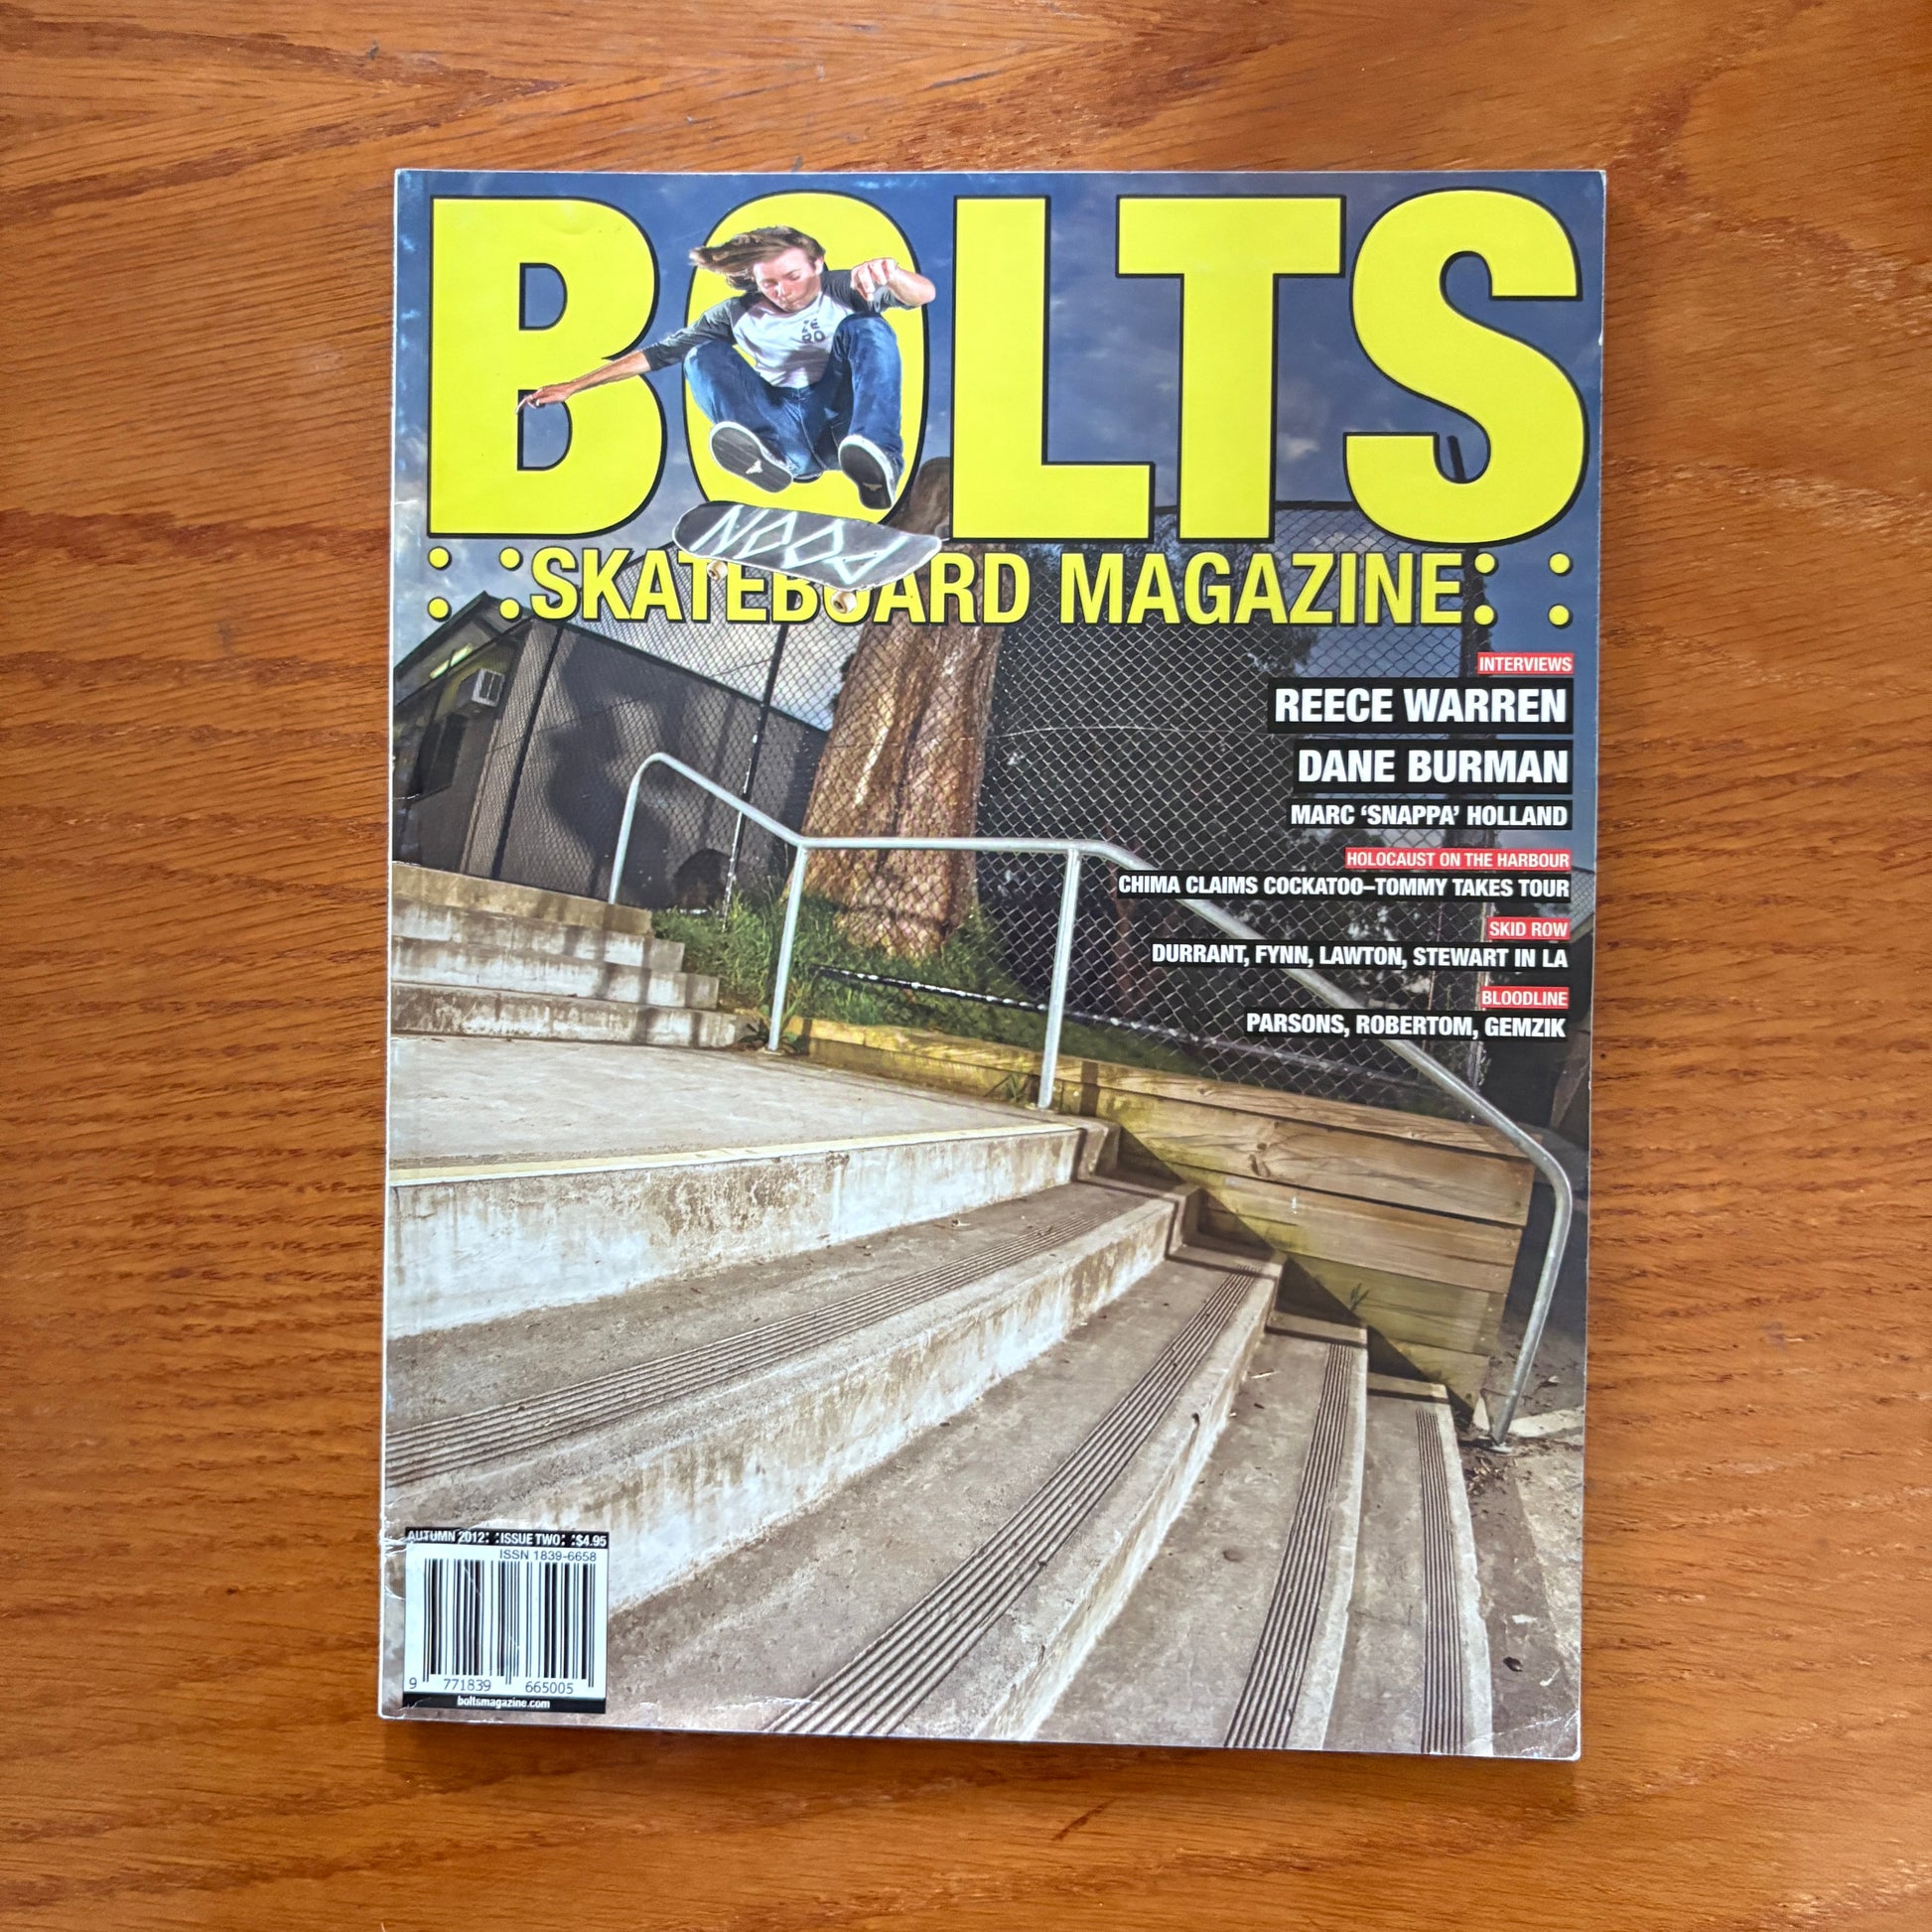 BOLTS
SKATEBOARD MAGAZINE
INTERVIEWS
REECE WARREN
DANE BURMAN
MARC ‘SNAPPA’ HOLLAND
HOLOCAUST ON THE HARBOUR
CHIMA CLAIMS COCKATOO–TOMMY TAKES TOUR
SKID ROW
DURRANT, FYNN, LAWTON, STEWART IN LA
BLOODLINE
PARSONS, ROBERTOM, GEMZIK
AUTUMN 2012: :ISSUE TWO: :$4.95
ISSN 1839-6658
9 771839 665005
boltsmagazine.com